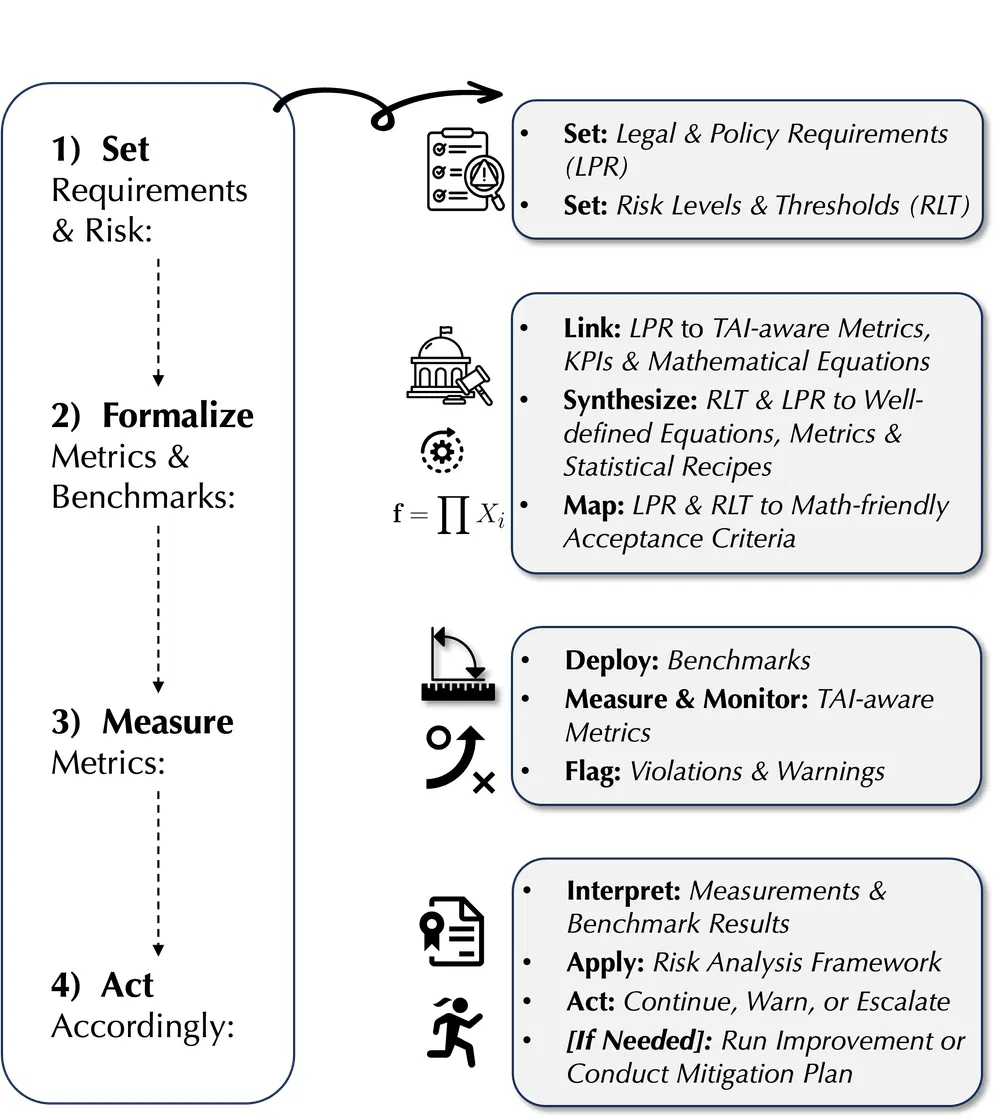 1) Set
Requirements
& Risk:
• Set: Legal & Policy Requirements
(LPR)
• Set: Risk Levels & Thresholds (RLT)
2) Formalize
Metrics &
Benchmarks:
f = ∏ Xᵢ
• Link: LPR to TAI-aware Metrics,
KPIs & Mathematical Equations
• Synthesize: RLT & LPR to Well-
defined Equations, Metrics &
Statistical Recipes
• Map: LPR & RLT to Math-friendly
Acceptance Criteria
3) Measure
Metrics:
• Deploy: Benchmarks
• Measure & Monitor: TAI-aware
Metrics
• Flag: Violations & Warnings
4) Act
Accordingly:
• Interpret: Measurements &
Benchmark Results
• Apply: Risk Analysis Framework
• Act: Continue, Warn, or Escalate
• [If Needed]: Run Improvement or
Conduct Mitigation Plan